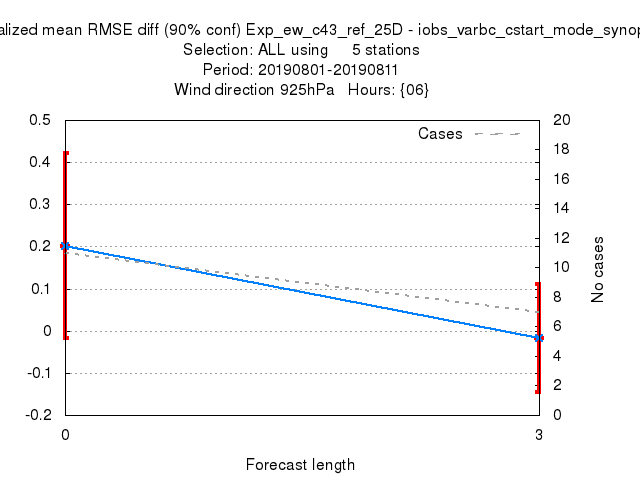 alized mean RMSE diff (90% conf) Exp_ew_c43_ref_25D - iobs_varbc_cstart_mode_synop
Selection: ALL using 5 stations
Period: 20190801-20190811
Wind direction 925hPa Hours: {06}
Cases
0.5
0.4
0.3
0.2
0.1
0
-0.1
-0.2
20
18
16
14
12
10
8
6
4
2
0
No cases
0 3
Forecast length